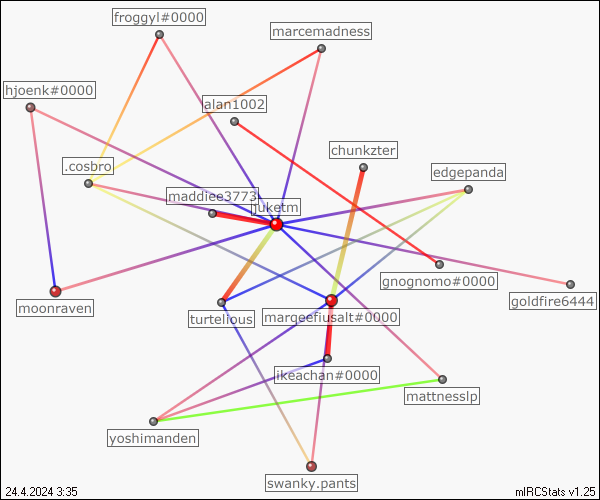 froggyl#0000
marcemadness
hjoenk#0000
alan1002
chunkzter
.cosbro
edgepanda
maddiee3773
juketm
gnognomo#0000
goldfire6444
moonraven
turtelious
marqeefiusalt#0000
ikeachan#0000
mattnesslp
yoshimanden
swanky.pants
24.4.2024 3:35
mIRCStats v1.25